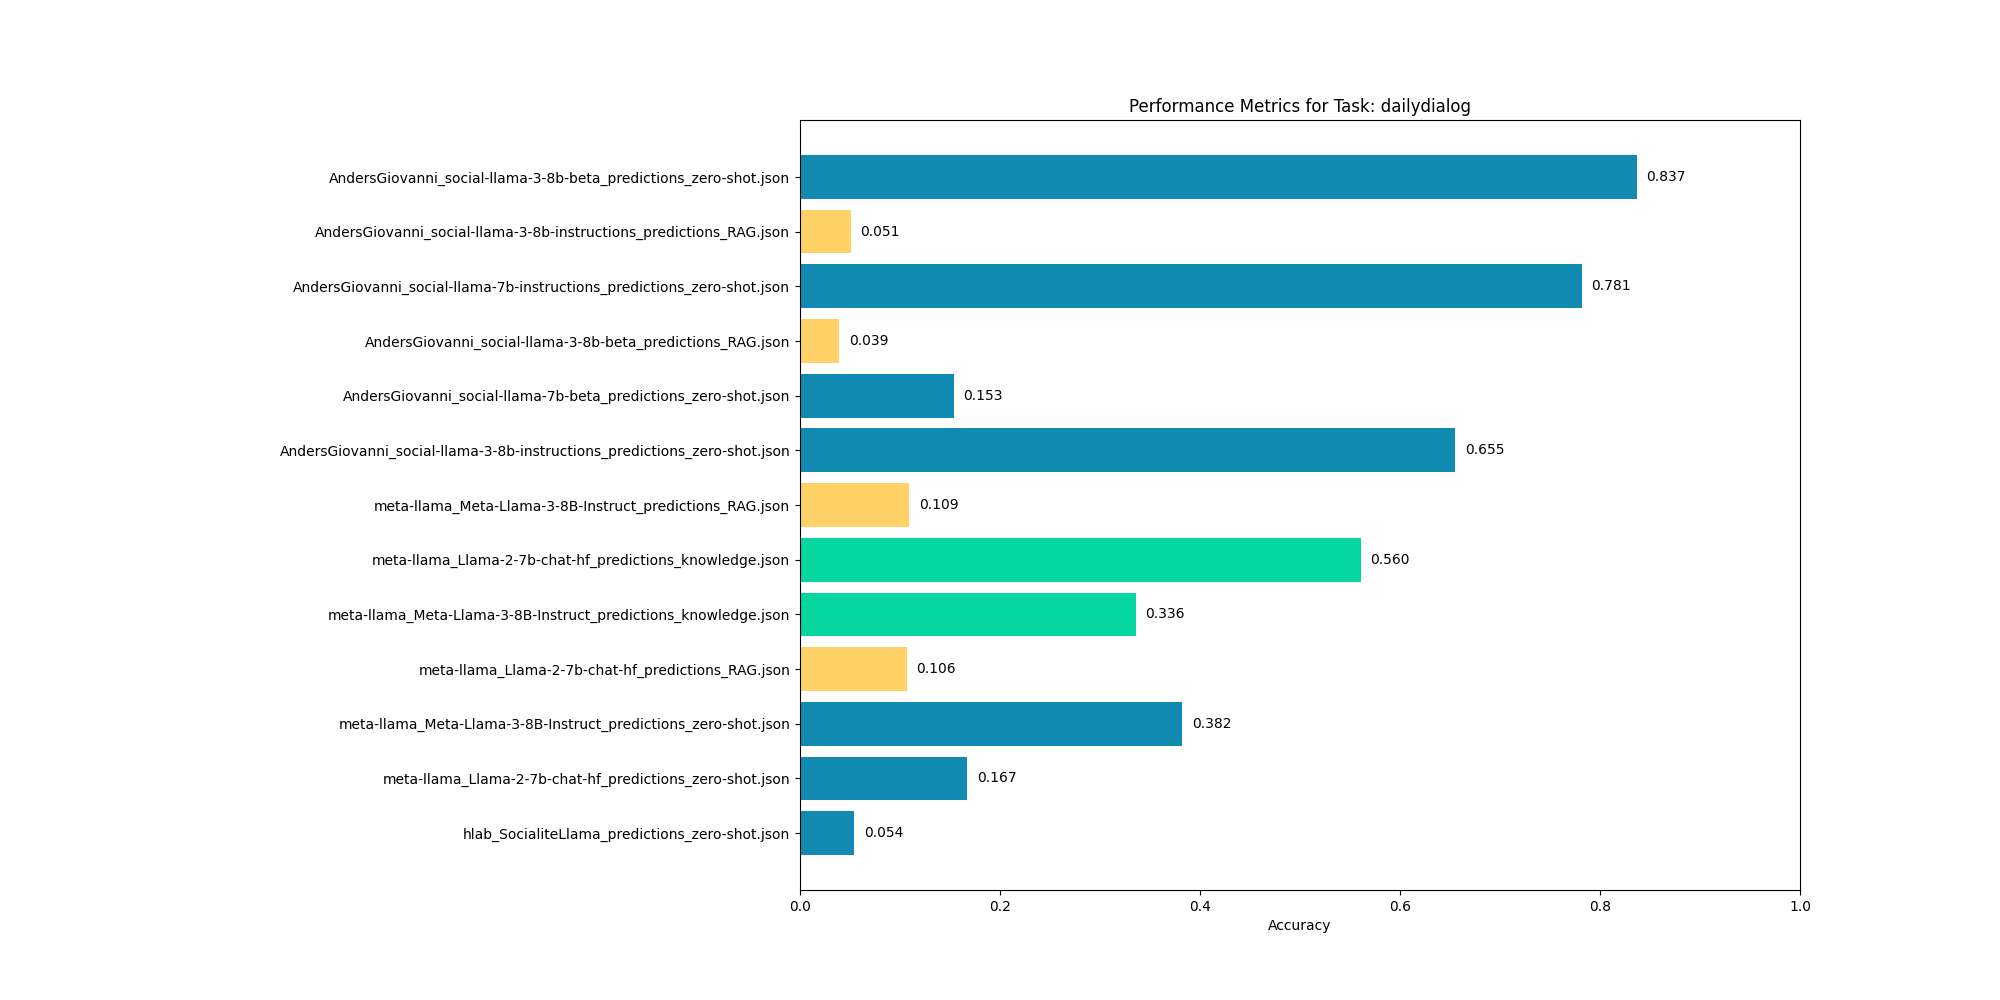 Performance Metrics for Task: dailydialog
AndersGiovanni_social-llama-3-8b-beta_predictions_zero-shot.json 0.837
AndersGiovanni_social-llama-3-8b-instructions_predictions_RAG.json 0.051
AndersGiovanni_social-llama-7b-instructions_predictions_zero-shot.json 0.781
AndersGiovanni_social-llama-3-8b-beta_predictions_RAG.json 0.039
AndersGiovanni_social-llama-7b-beta_predictions_zero-shot.json 0.153
AndersGiovanni_social-llama-3-8b-instructions_predictions_zero-shot.json 0.655
meta-llama_Meta-Llama-3-8B-Instruct_predictions_RAG.json 0.109
meta-llama_Llama-2-7b-chat-hf_predictions_knowledge.json 0.560
meta-llama_Meta-Llama-3-8B-Instruct_predictions_knowledge.json 0.336
meta-llama_Llama-2-7b-chat-hf_predictions_RAG.json 0.106
meta-llama_Meta-Llama-3-8B-Instruct_predictions_zero-shot.json 0.382
meta-llama_Llama-2-7b-chat-hf_predictions_zero-shot.json 0.167
hlab_SocialiteLlama_predictions_zero-shot.json 0.054
0.0 0.2 0.4 0.6 0.8 1.0
Accuracy